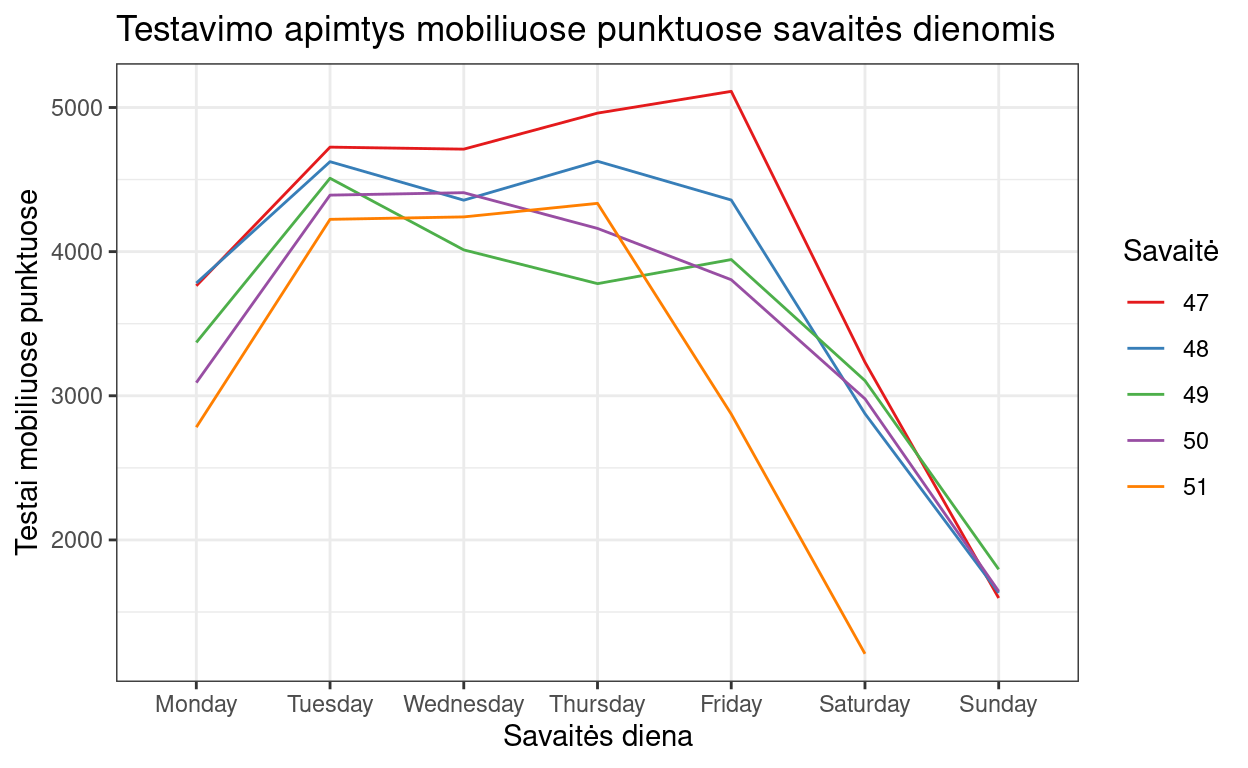 Testavimo apimtys mobiliuose punktuose savaitės dienomis
Testai mobiliuose punktuose
5000
4000
3000
2000
Monday Tuesday Wednesday Thursday Friday Saturday Sunday
Savaitės diena
Savaitė
47
48
49
50
51